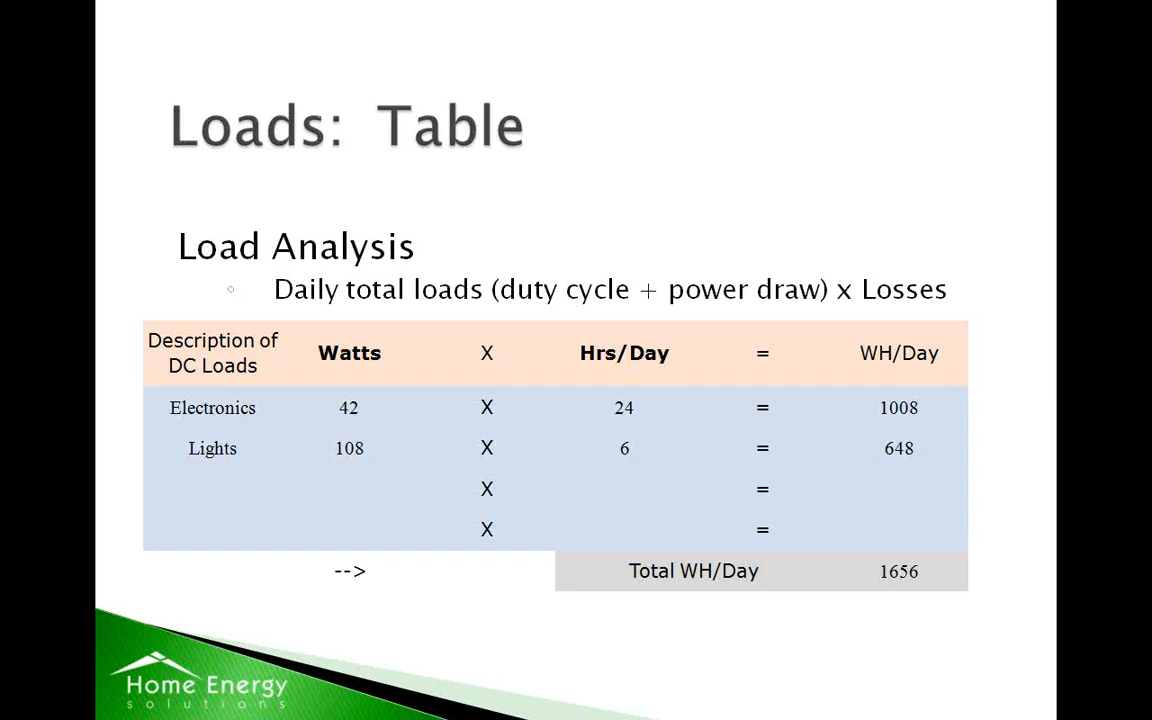 Loads: Table
Load Analysis
◦ Daily total loads (duty cycle + power draw) x Losses
Description of
DC Loads Watts X Hrs/Day = WH/Day
Electronics 42 X 24 = 1008
Lights 108 X 6 = 648
X =
X =
--> Total WH/Day 1656
Home Energy
solutions